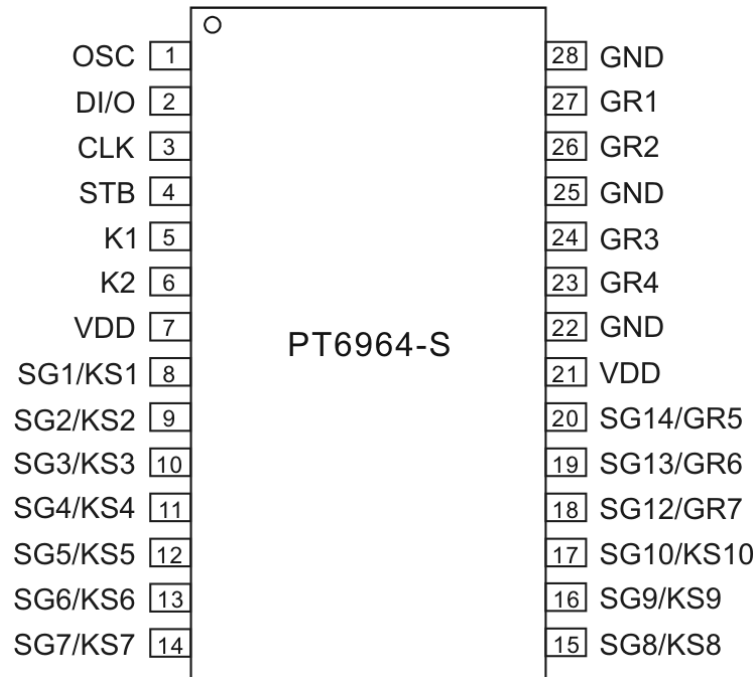 OSC 1 28 GND
DI/O 2 27 GR1
CLK 3 26 GR2
STB 4 25 GND
K1 5 24 GR3
K2 6 23 GR4
VDD 7 22 GND
PT6964-S
SG1/KS1 8 21 VDD
SG2/KS2 9 20 SG14/GR5
SG3/KS3 10 19 SG13/GR6
SG4/KS4 11 18 SG12/GR7
SG5/KS5 12 17 SG10/KS10
SG6/KS6 13 16 SG9/KS9
SG7/KS7 14 15 SG8/KS8